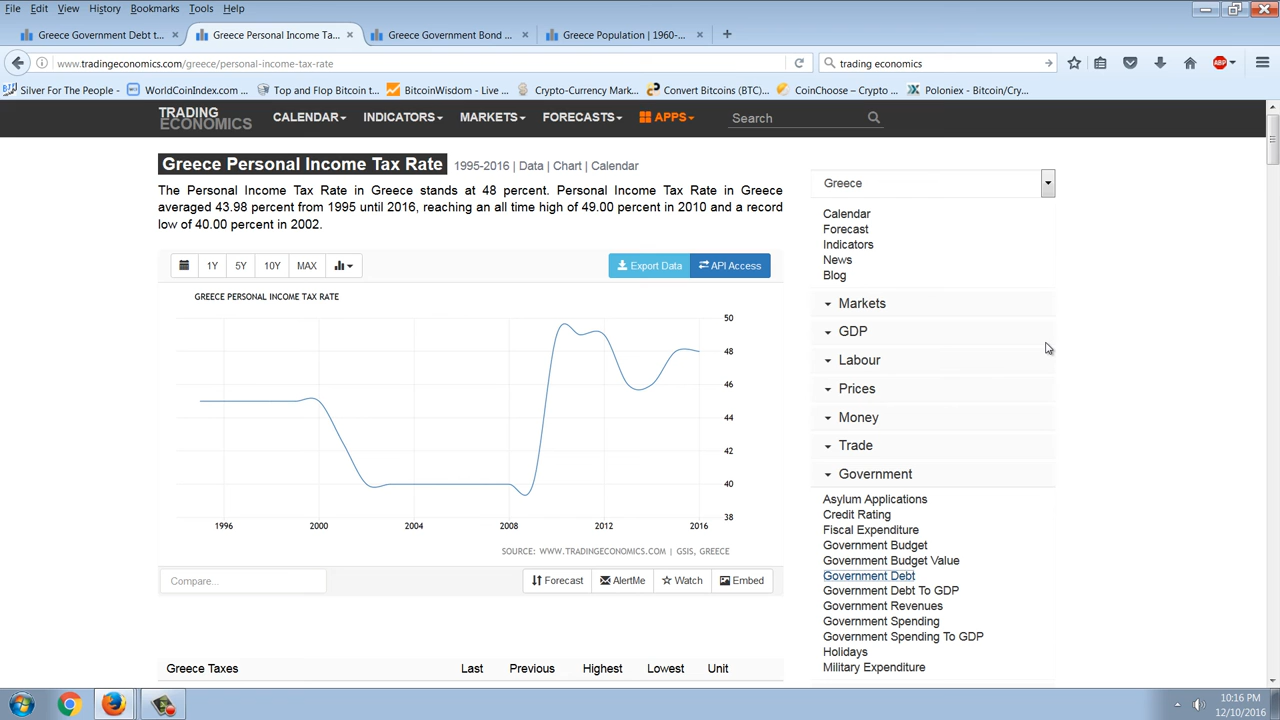 File Edit View History Bookmarks Tools Help
Greece Government Debt t... × Greece Personal Income Ta... × Greece Government Bond ... × Greece Population | 1960-... × +
www.tradingeconomics.com/greece/personal-income-tax-rate trading economics ABP
Silver For The People - WorldCoinIndex.com ... Top and Flop Bitcoin t... BitcoinWisdom - Live ... Crypto-Currency Mark... Convert Bitcoins (BTC)... CoinChoose – Crypto ... Poloniex - Bitcoin/Cry...
TRADING
ECONOMICS
CALENDAR INDICATORS MARKETS FORECASTS APPS Search
Greece Personal Income Tax Rate 1995-2016 | Data | Chart | Calendar
The Personal Income Tax Rate in Greece stands at 48 percent. Personal Income Tax Rate in Greece
averaged 43.98 percent from 1995 until 2016, reaching an all time high of 49.00 percent in 2010 and a record
low of 40.00 percent in 2002.
1Y 5Y 10Y MAX Export Data API Access
GREECE PERSONAL INCOME TAX RATE
50
48
46
44
42
40
38
1996 2000 2004 2008 2012 2016
SOURCE: WWW.TRADINGECONOMICS.COM | GSIS, GREECE
Compare... Forecast AlertMe Watch Embed
Greece Taxes Last Previous Highest Lowest Unit
Greece
Calendar
Forecast
Indicators
News
Blog
Markets
GDP
Labour
Prices
Money
Trade
Government
Asylum Applications
Credit Rating
Fiscal Expenditure
Government Budget
Government Budget Value
Government Debt
Government Debt To GDP
Government Revenues
Government Spending
Government Spending To GDP
Holidays
Military Expenditure
10:16 PM
12/10/2016